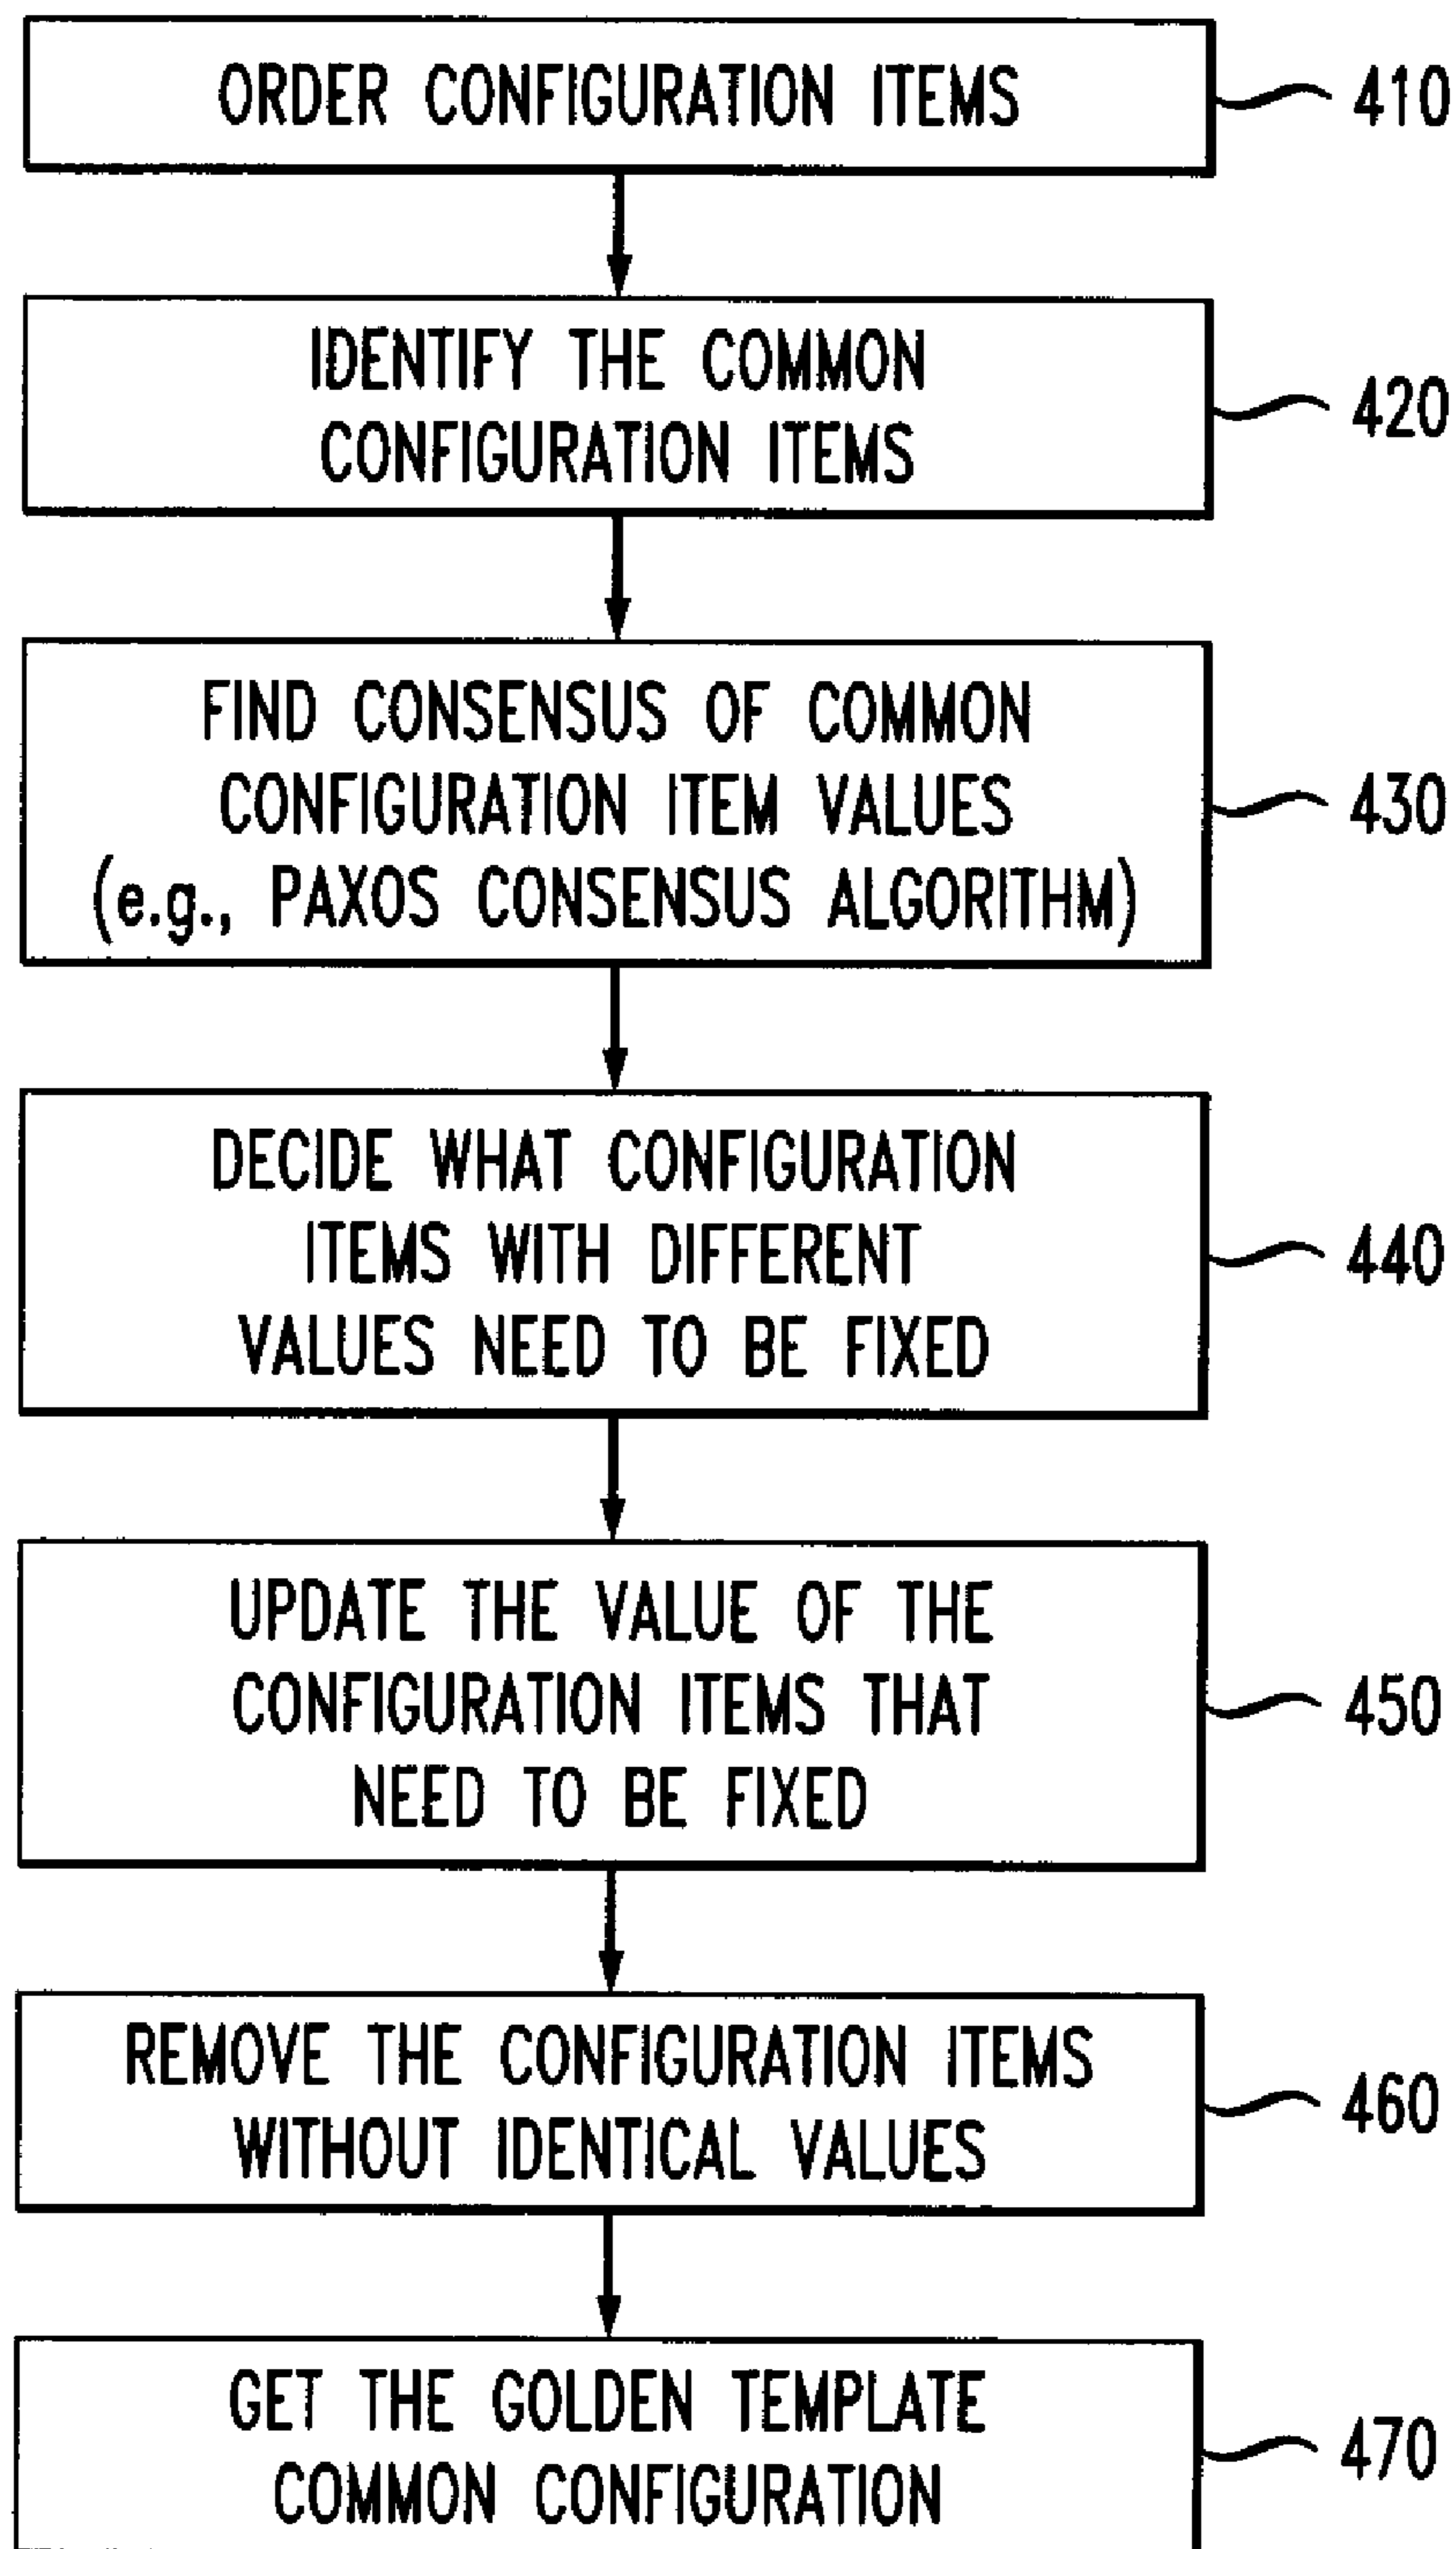 ORDER CONFIGURATION ITEMS
410
IDENTIFY THE COMMON
CONFIGURATION ITEMS
420
FIND CONSENSUS OF COMMON
CONFIGURATION ITEM VALUES
(e.g., PAXOS CONSENSUS ALGORITHM)
430
DECIDE WHAT CONFIGURATION
ITEMS WITH DIFFERENT
VALUES NEED TO BE FIXED
440
UPDATE THE VALUE OF THE
CONFIGURATION ITEMS THAT
NEED TO BE FIXED
450
REMOVE THE CONFIGURATION ITEMS
WITHOUT IDENTICAL VALUES
460
GET THE GOLDEN TEMPLATE
COMMON CONFIGURATION
470